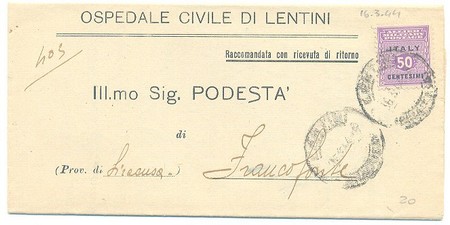 OSPEDALE CIVILE DI LENTINI
16-3-44
403
Raccomandata con ricevuta di ritorno
ITALY
50
CENTESIMI
Ill.mo Sig. PODESTA'
di
Francofonte
(Prov. di Siracusa)
20